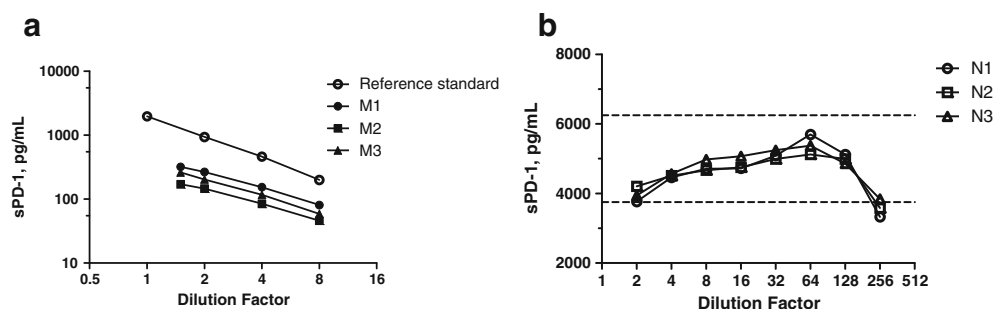 a
10000
1000
100
10
sPD-1, pg/mL
0.5 1 2 4 8 16
Dilution Factor
Reference standard
M1
M2
M3
b
8000
6000
4000
2000
sPD-1, pg/mL
1 2 4 8 16 32 64 128 256 512
Dilution Factor
N1
N2
N3